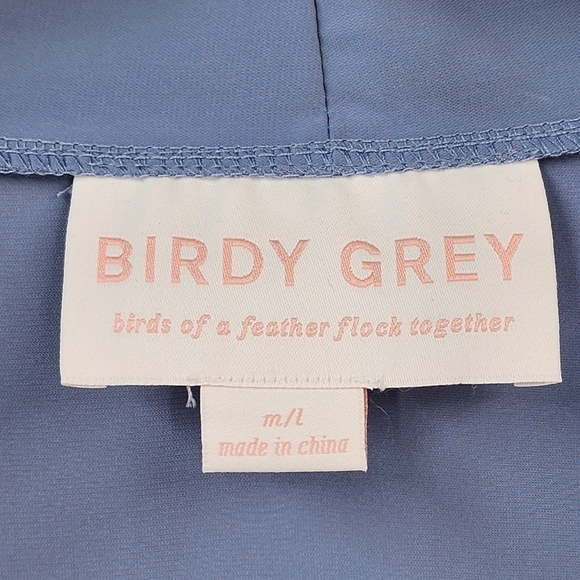 BIRDY GREY
birds of a feather flock together
m/l
made in china